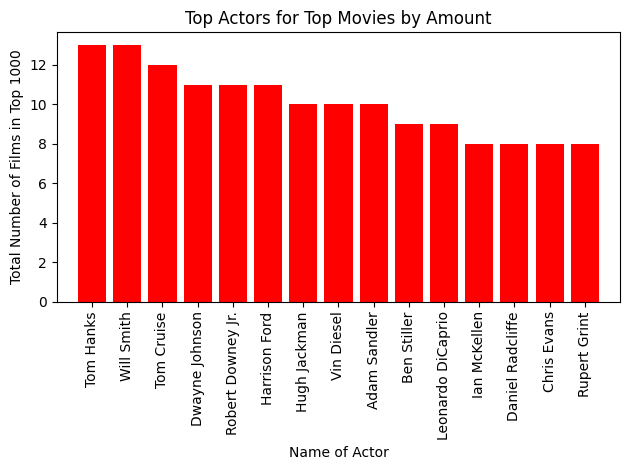 Top Actors for Top Movies by Amount
Total Number of Films in Top 1000
12
10
8
6
4
2
0
Tom Hanks
Will Smith
Tom Cruise
Dwayne Johnson
Robert Downey Jr.
Harrison Ford
Hugh Jackman
Vin Diesel
Adam Sandler
Ben Stiller
Leonardo DiCaprio
Ian McKellen
Daniel Radcliffe
Chris Evans
Rupert Grint
Name of Actor